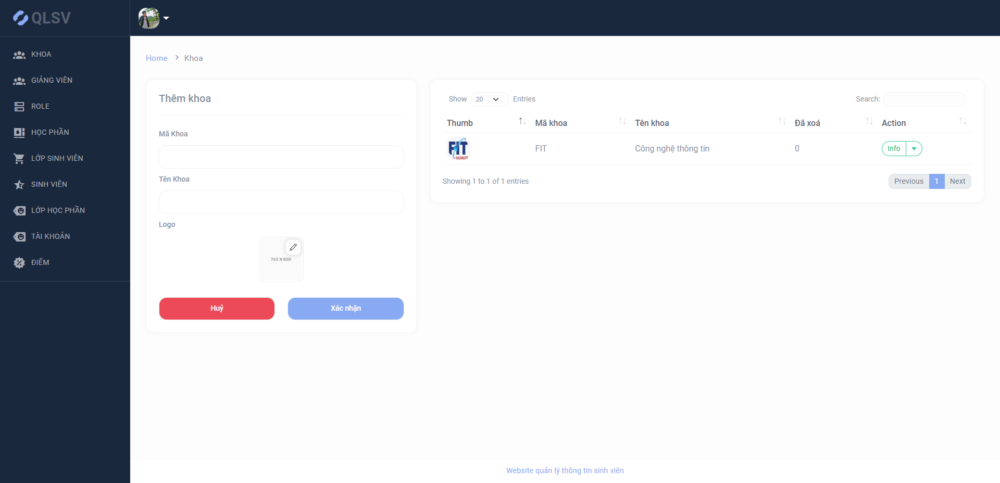 QLSV
KHOA
GIẢNG VIÊN
ROLE
HỌC PHẦN
LỚP SINH VIÊN
SINH VIÊN
LỚP HỌC PHẦN
TÀI KHOẢN
ĐIỂM
Home > Khoa
Thêm khoa
Mã Khoa
Tên Khoa
Logo
765 X 850
Huỷ Xác nhận
Show 20 Entries Search:
Thumb Mã khoa Tên khoa Đã xoá Action
FIT HCMUTE FIT Công nghệ thông tin 0 Info
Showing 1 to 1 of 1 entries Previous 1 Next
Website quản lý thông tin sinh viên